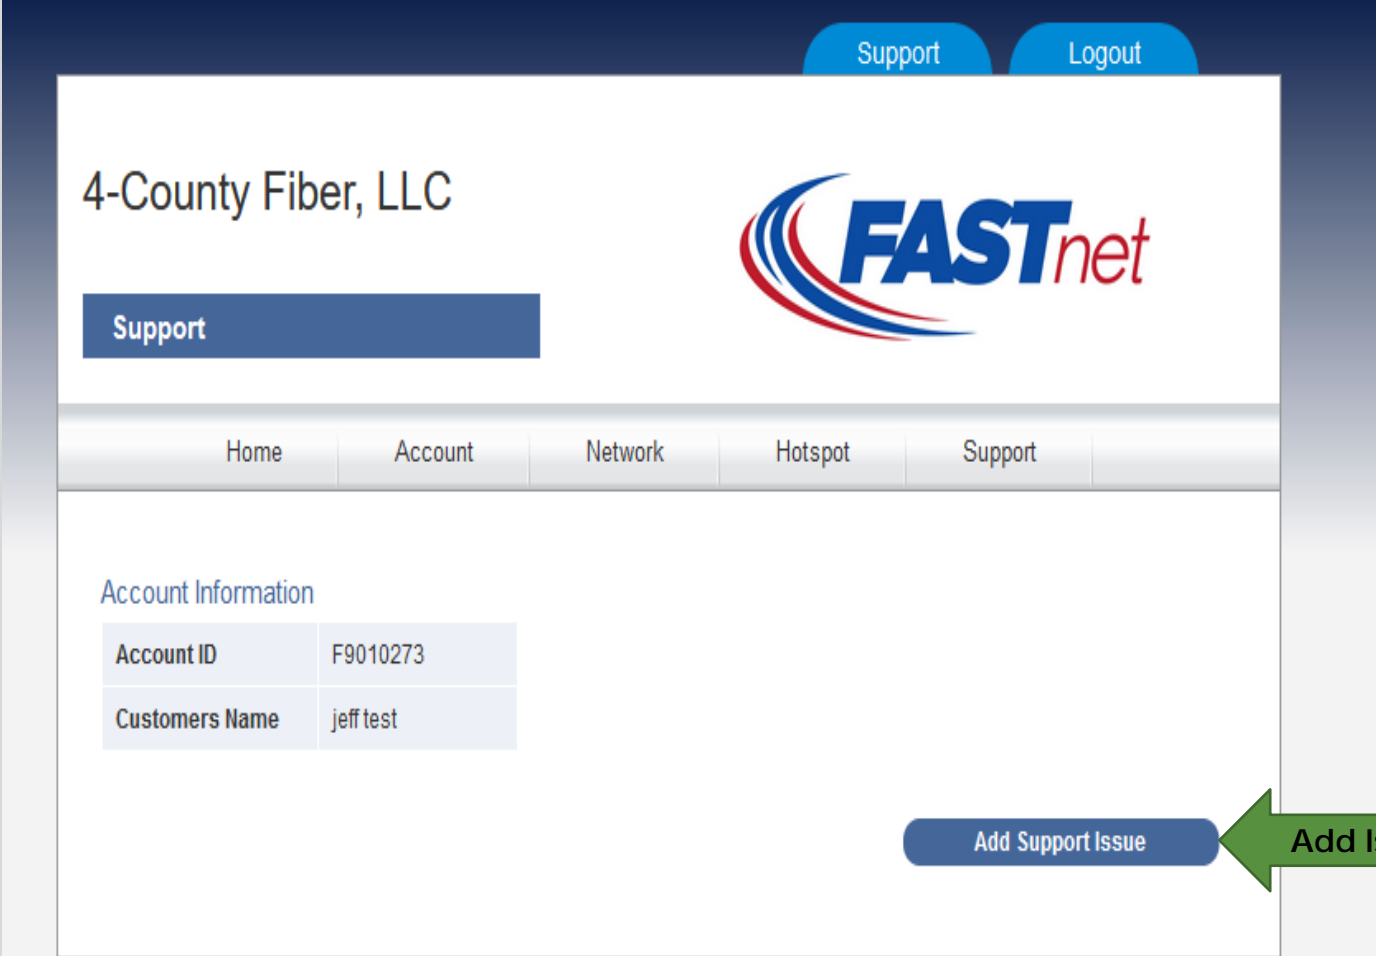 Support Logout
4-County Fiber, LLC
FASTnet
Support
Home Account Network Hotspot Support
Account Information
Account ID F9010273
Customers Name jeff test
Add Support Issue
Add